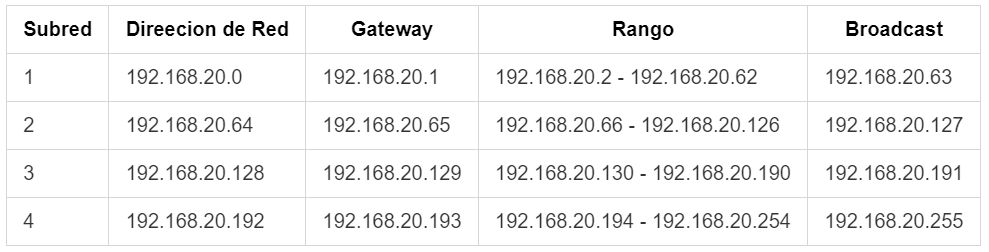 Subred Direecion de Red Gateway Rango Broadcast
1 192.168.20.0 192.168.20.1 192.168.20.2 - 192.168.20.62 192.168.20.63
2 192.168.20.64 192.168.20.65 192.168.20.66 - 192.168.20.126 192.168.20.127
3 192.168.20.128 192.168.20.129 192.168.20.130 - 192.168.20.190 192.168.20.191
4 192.168.20.192 192.168.20.193 192.168.20.194 - 192.168.20.254 192.168.20.255